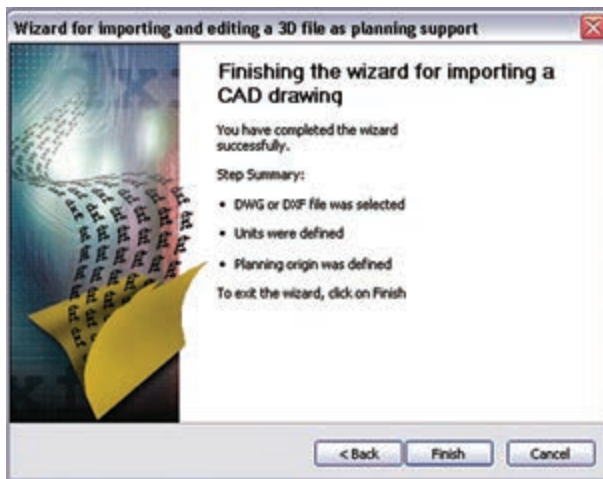 Wizard for importing and editing a 3D file as planning support
Finishing the wizard for importing a
CAD drawing
You have completed the wizard
successfully.
Step Summary:
• DWG or DXF file was selected
• Units were defined
• Planning origin was defined
To exit the wizard, click on Finish
< Back
Finish
Cancel